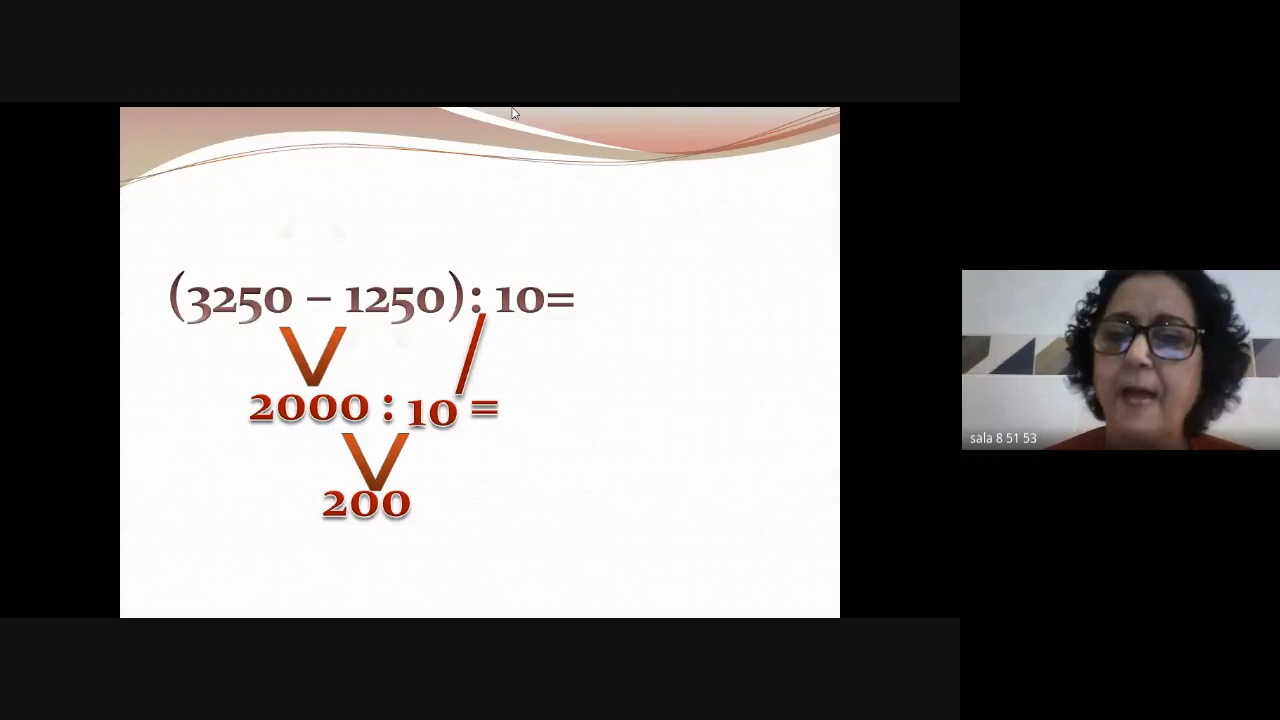 (3250 – 1250) : 10=
2000 : 10 =
200
sala 8 51 53